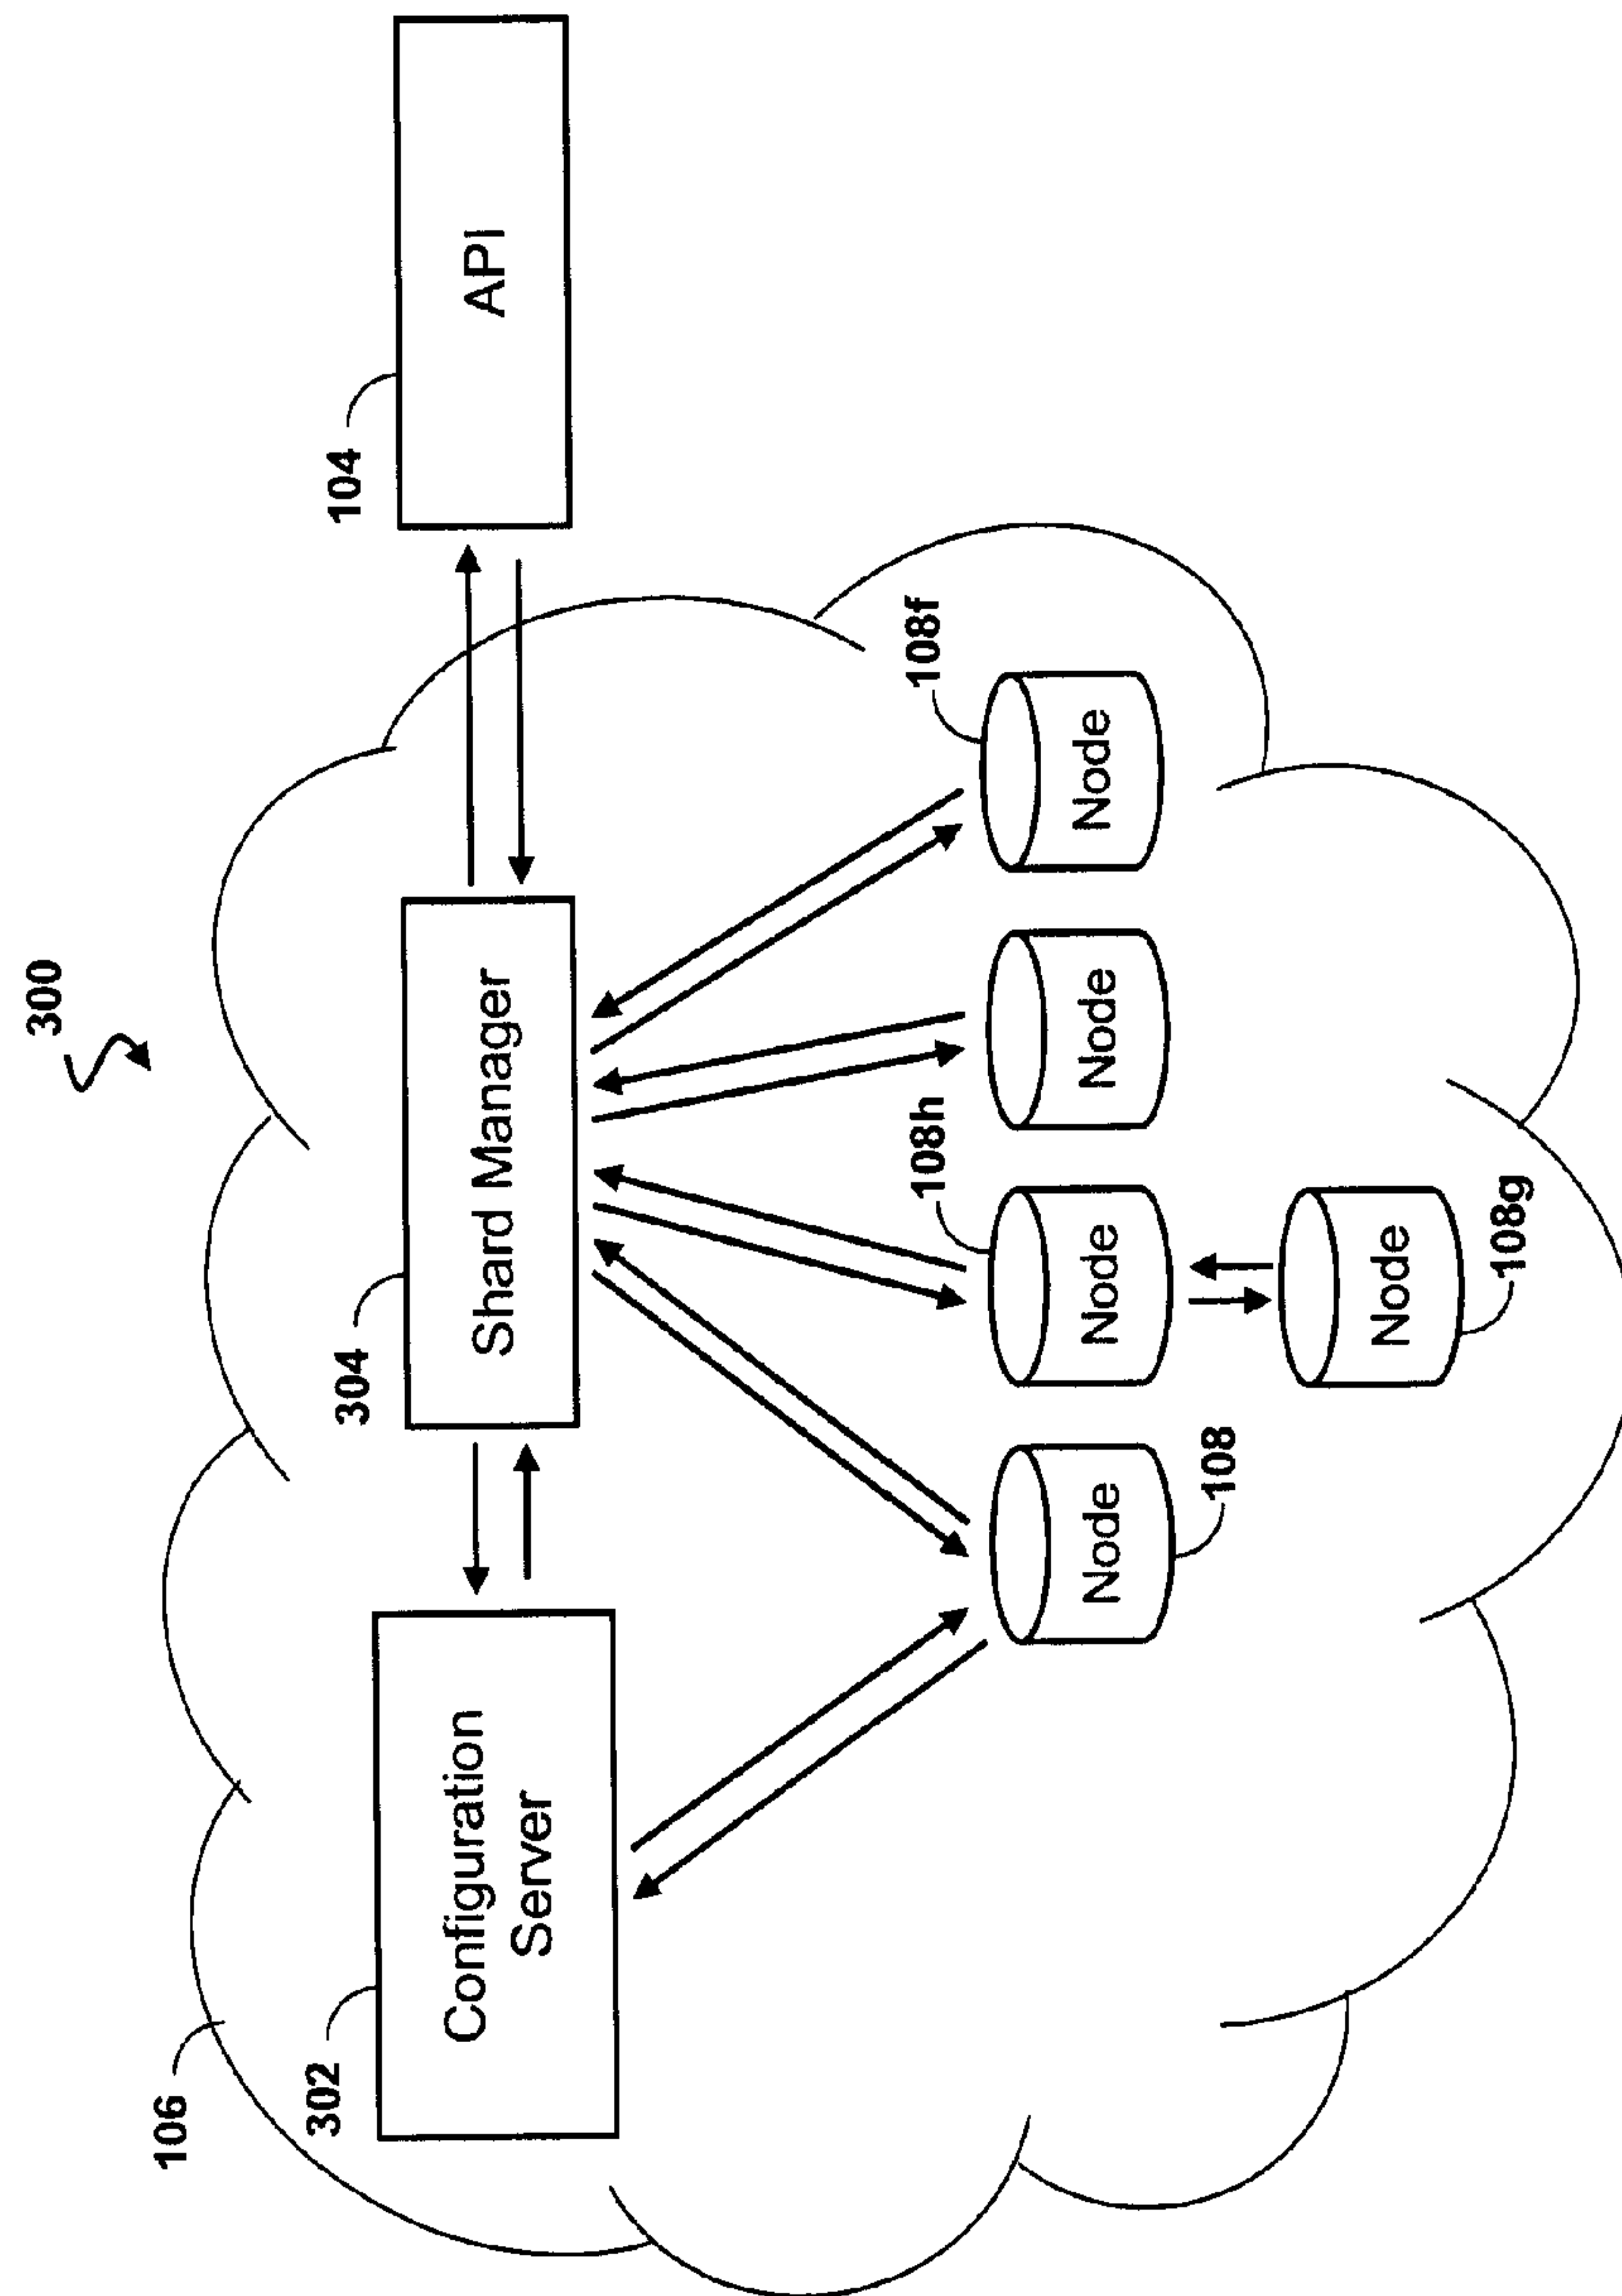 300
106
302
Configuration
Server
304
Shard Manager
104
API
108
Node
108h
Node
Node
108f
Node
108g
Node